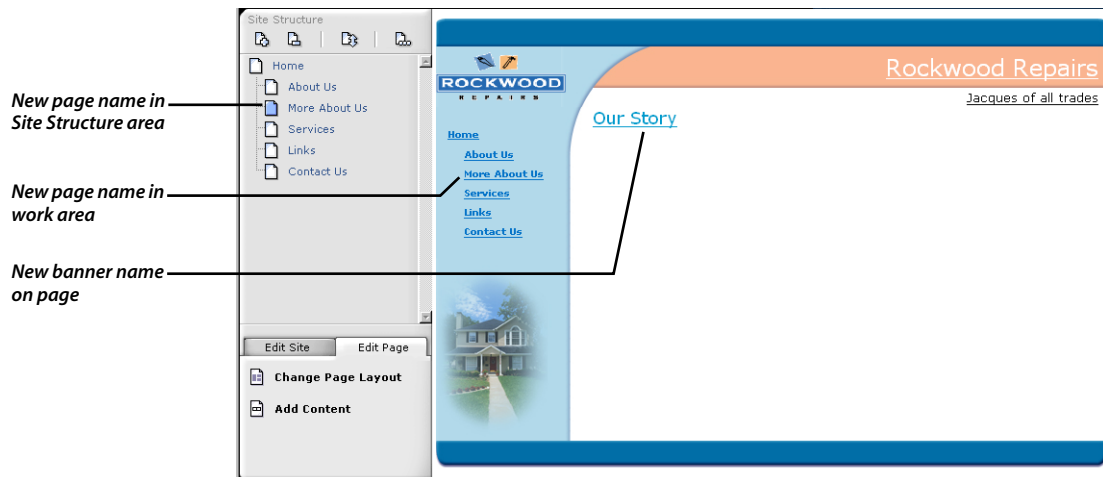 New page name in
Site Structure area
New page name in
work area
New banner name
on page
Site Structure
Home
About Us
More About Us
Services
Links
Contact Us
Edit Site
Edit Page
Change Page Layout
Add Content
ROCKWOOD
REPAIRS
Home
About Us
More About Us
Services
Links
Contact Us
Rockwood Repairs
Jacques of all trades
Our Story